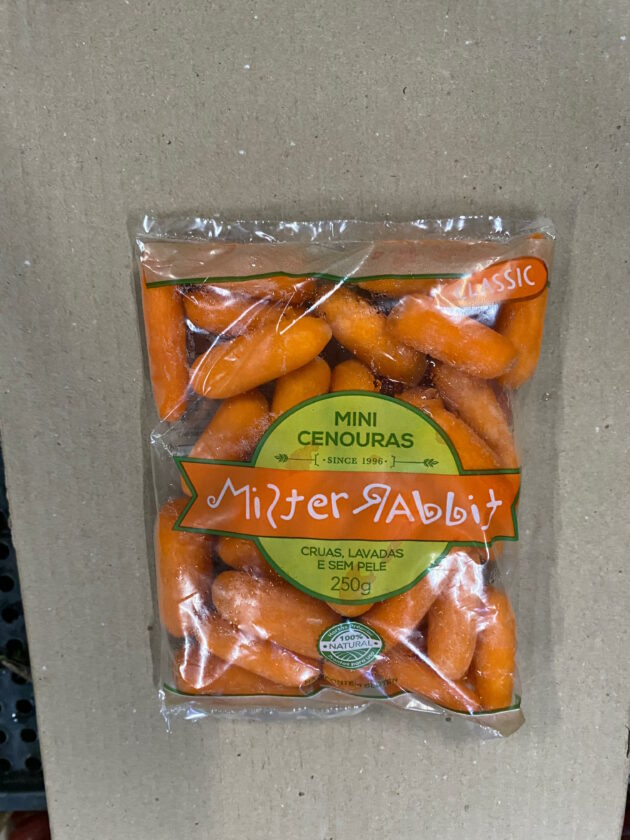 CLASSIC
MINI
CENOURAS
SINCE 1996
Mister Rabbit
CRUAS, LAVADAS
E SEM PELE
250g
100%
NATURAL